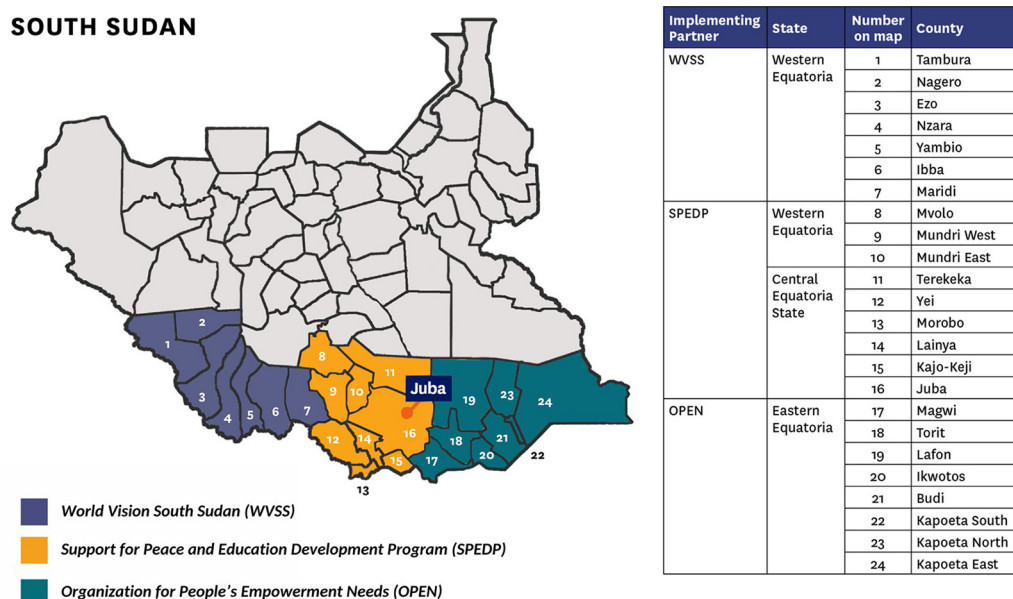 SOUTH SUDAN
2
1
3
4
5
6
7
8
9
10
11
Juba
12
14
16
15
13
19
23
24
18
21
17
20
22
World Vision South Sudan (WVSS)
Support for Peace and Education Development Program (SPEDP)
Organization for People's Empowerment Needs (OPEN)
Implementing Partner State Number on map County
WVSS Western Equatoria 1 Tambura
2 Nagero
3 Ezo
4 Nzara
5 Yambio
6 Ibba
7 Maridi
SPEDP Western Equatoria 8 Mvolo
9 Mundri West
10 Mundri East
Central Equatoria State 11 Terekeka
12 Yei
13 Morobo
14 Lainya
15 Kajo-Keji
16 Juba
OPEN Eastern Equatoria 17 Magwi
18 Torit
19 Lafon
20 Ikwotos
21 Budi
22 Kapoeta South
23 Kapoeta North
24 Kapoeta East